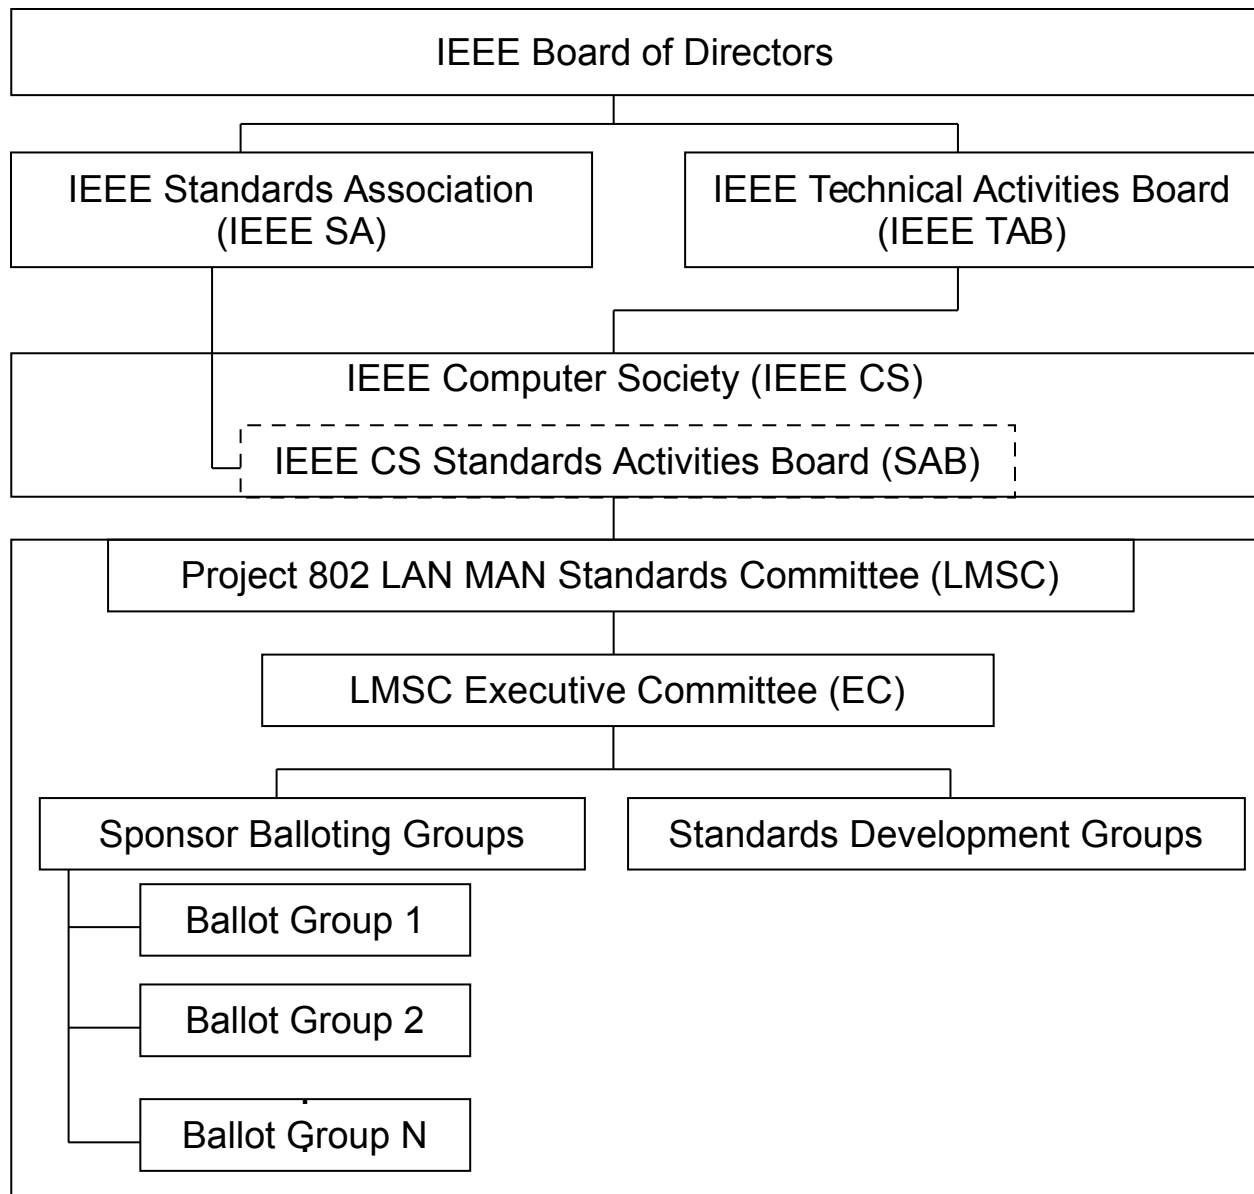 IEEE Board of Directors
IEEE Standards Association
(IEEE SA)
IEEE Technical Activities Board
(IEEE TAB)
IEEE Computer Society (IEEE CS)
IEEE CS Standards Activities Board (SAB)
Project 802 LAN MAN Standards Committee (LMSC)
LMSC Executive Committee (EC)
Sponsor Balloting Groups
Standards Development Groups
Ballot Group 1
Ballot Group 2
Ballot Group N